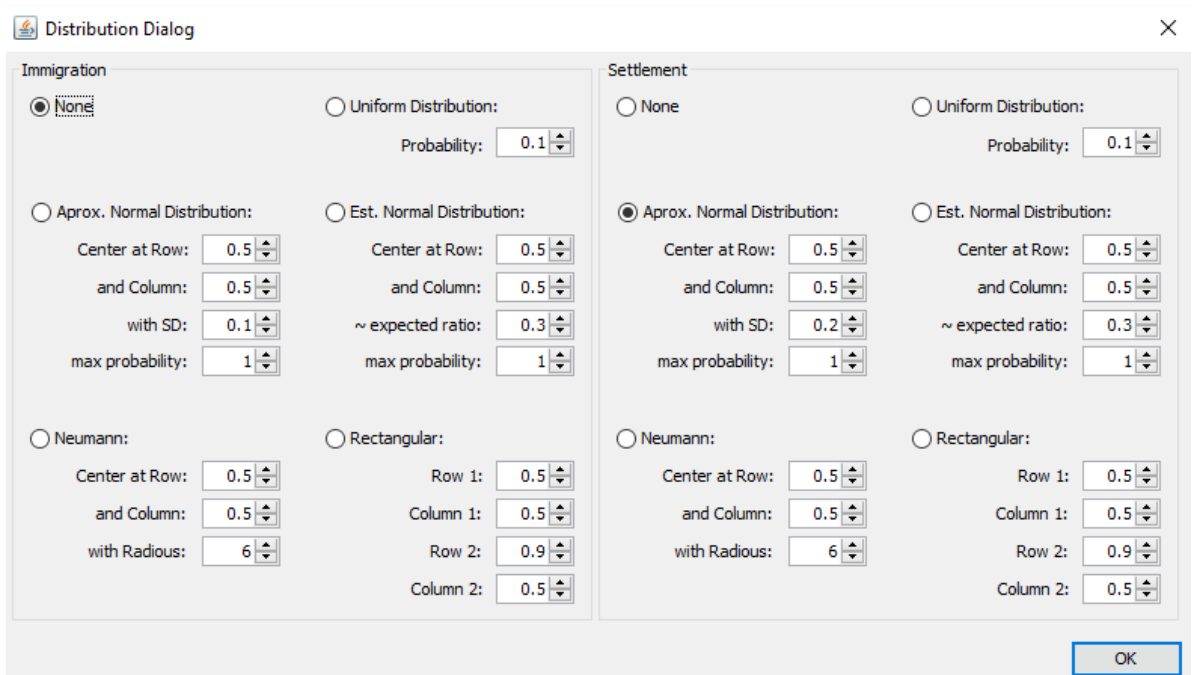 Distribution Dialog
Immigration
None
Uniform Distribution:
Probability: 0.1
Aprox. Normal Distribution:
Est. Normal Distribution:
Center at Row: 0.5
Center at Row: 0.5
and Column: 0.5
and Column: 0.5
with SD: 0.1
~ expected ratio: 0.3
max probability: 1
max probability: 1
Neumann:
Rectangular:
Center at Row: 0.5
Row 1: 0.5
and Column: 0.5
Column 1: 0.5
with Radious: 6
Row 2: 0.9
Column 2: 0.5
Settlement
None
Uniform Distribution:
Probability: 0.1
Aprox. Normal Distribution:
Est. Normal Distribution:
Center at Row: 0.5
Center at Row: 0.5
and Column: 0.5
and Column: 0.5
with SD: 0.2
~ expected ratio: 0.3
max probability: 1
max probability: 1
Neumann:
Rectangular:
Center at Row: 0.5
Row 1: 0.5
and Column: 0.5
Column 1: 0.5
with Radious: 6
Row 2: 0.9
Column 2: 0.5
OK